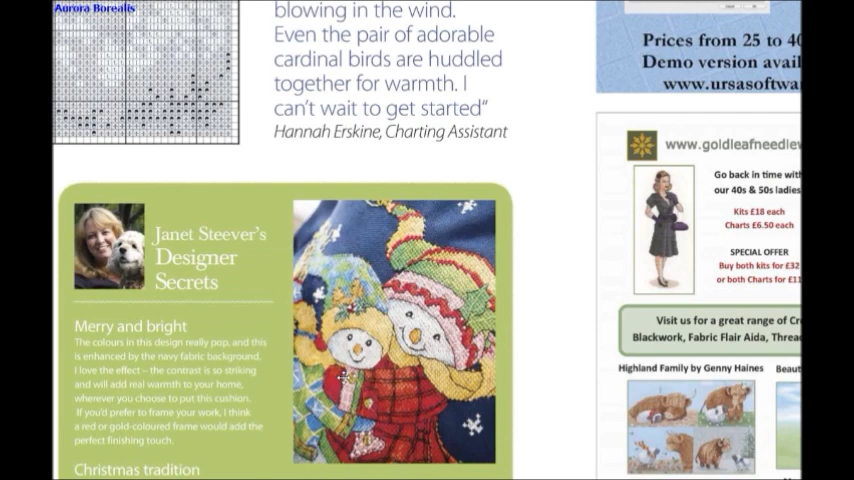 Aurora Borealis
blowing in the wind.
Even the pair of adorable
cardinal birds are huddled
together for warmth. I
can't wait to get started"
Hannah Erskine, Charting Assistant
Janet Steever's
Designer
Secrets
Merry and bright
The colours in this design really pop, and this
is enhanced by the navy fabric background.
I love the effect – the contrast is so striking
and will add real warmth to your home,
wherever you choose to put this cushion.
If you'd prefer to frame your work, I think
a red or gold-coloured frame would add the
perfect finishing touch.
Christmas tradition
Prices from 25 to 40
Demo version avail
www.ursasoftwa
www.goldleafneedlew
Go back in time with
our 40s & 50s ladies
Kits £18 each
Charts £6.50 each
SPECIAL OFFER
Buy both kits for £32
or both Charts for £11
Visit us for a great range of Cr
Blackwork, Fabric Flair Aida, Threa
Highland Family by Genny Haines
Beaut